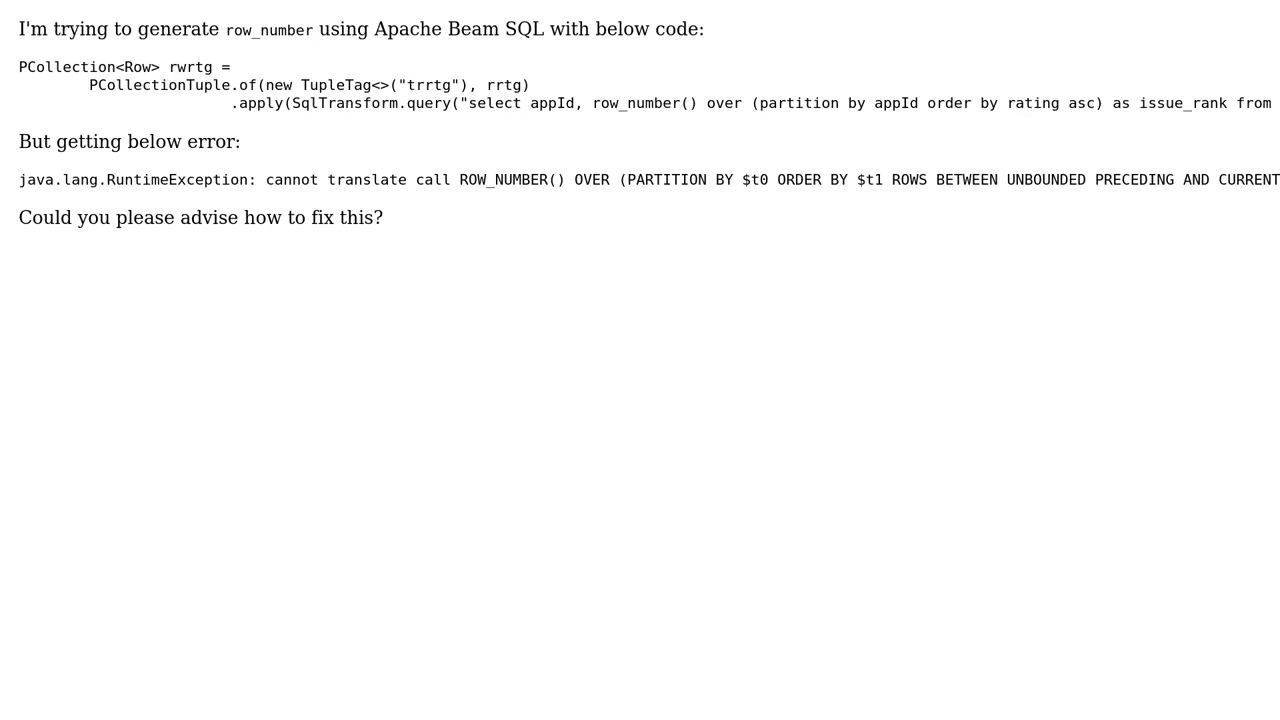 I'm trying to generate row_number using Apache Beam SQL with below code:
PCollection<Row> rwrtg =
        PCollectionTuple.of(new TupleTag<>("trrtg"), rrtg)
                        .apply(SqlTransform.query("select appId, row_number() over (partition by appId order by rating asc) as issue_rank from
But getting below error:
java.lang.RuntimeException: cannot translate call ROW_NUMBER() OVER (PARTITION BY $t0 ORDER BY $t1 ROWS BETWEEN UNBOUNDED PRECEDING AND CURRENT
Could you please advise how to fix this?